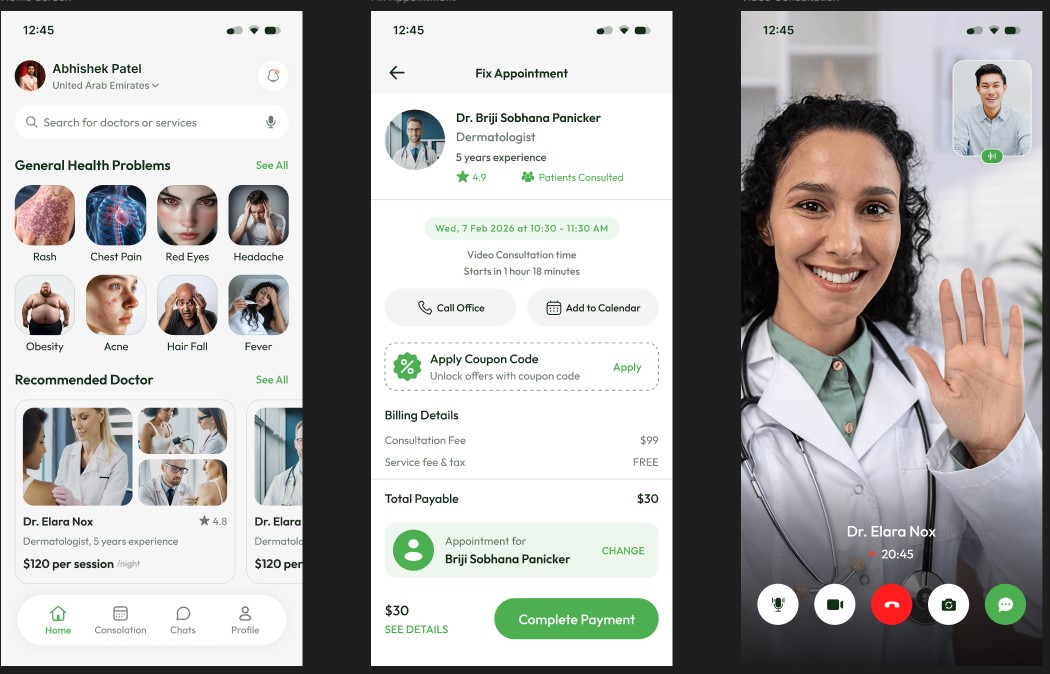 12:45
Abhishek Patel
United Arab Emirates
Search for doctors or services
General Health Problems See All
Rash Chest Pain Red Eyes Headache
Obesity Acne Hair Fall Fever
Recommended Doctor See All
Dr. Elara Nox 4.8
Dermatologist, 5 years experience
$120 per session /night
Dr. Elara
Dermatolo
$120 per
Home Consolation Chats Profile
12:45
Fix Appointment
Dr. Briji Sobhana Panicker
Dermatologist
5 years experience
4.9 Patients Consulted
Wed, 7 Feb 2026 at 10:30 - 11:30 AM
Video Consultation time
Starts in 1 hour 18 minutes
Call Office Add to Calendar
Apply Coupon Code
Unlock offers with coupon code
Apply
Billing Details
Consultation Fee $99
Service fee & tax FREE
Total Payable $30
Appointment for
Briji Sobhana Panicker
CHANGE
$30
SEE DETAILS
Complete Payment
12:45
Dr. Elara Nox
20:45